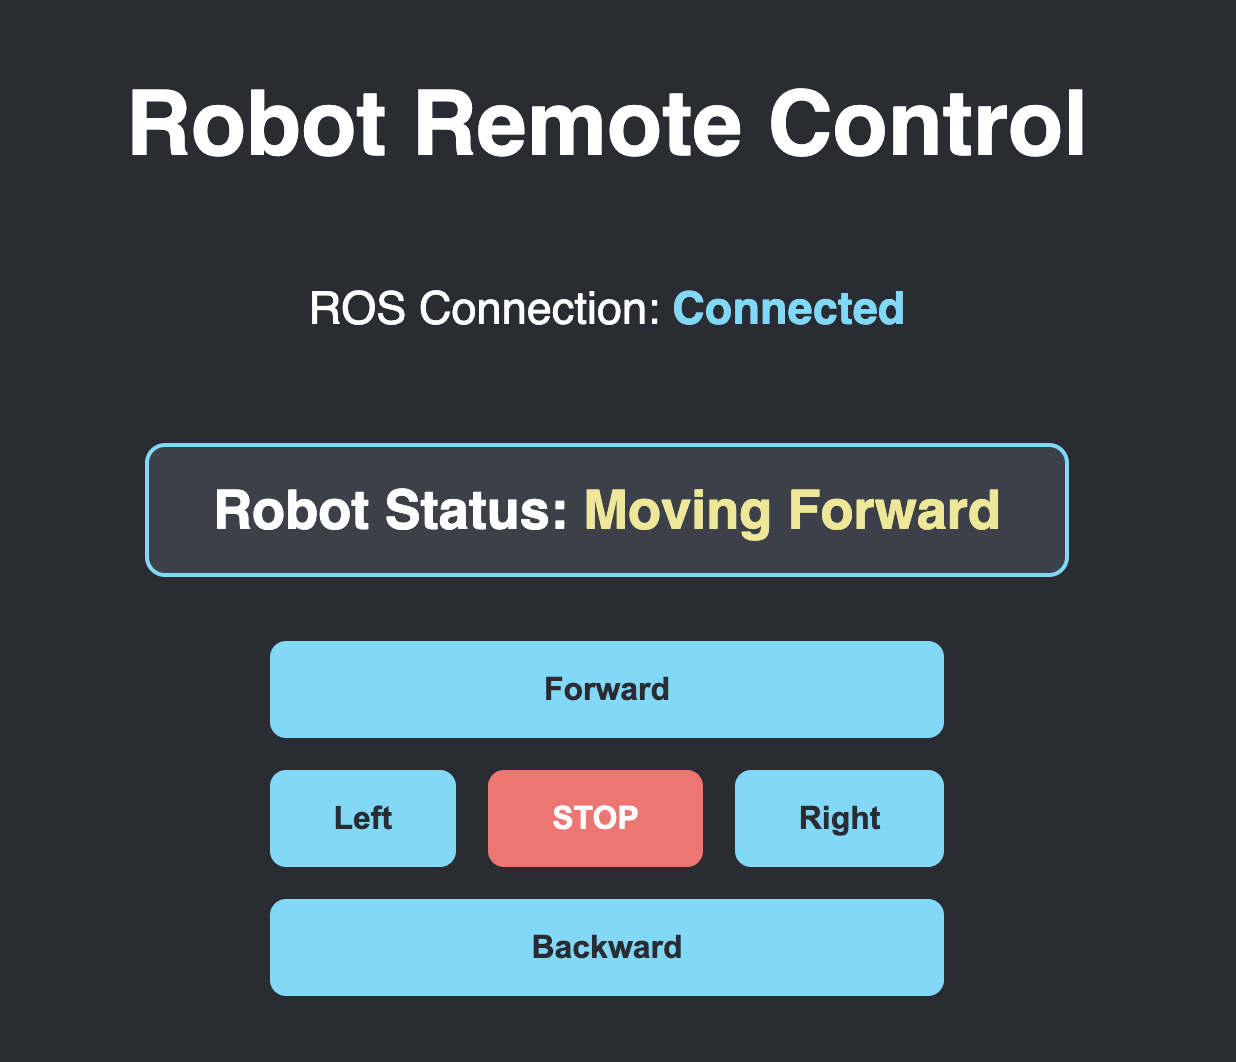 Robot Remote Control
ROS Connection: Connected
Robot Status: Moving Forward
Forward
Left STOP Right
Backward